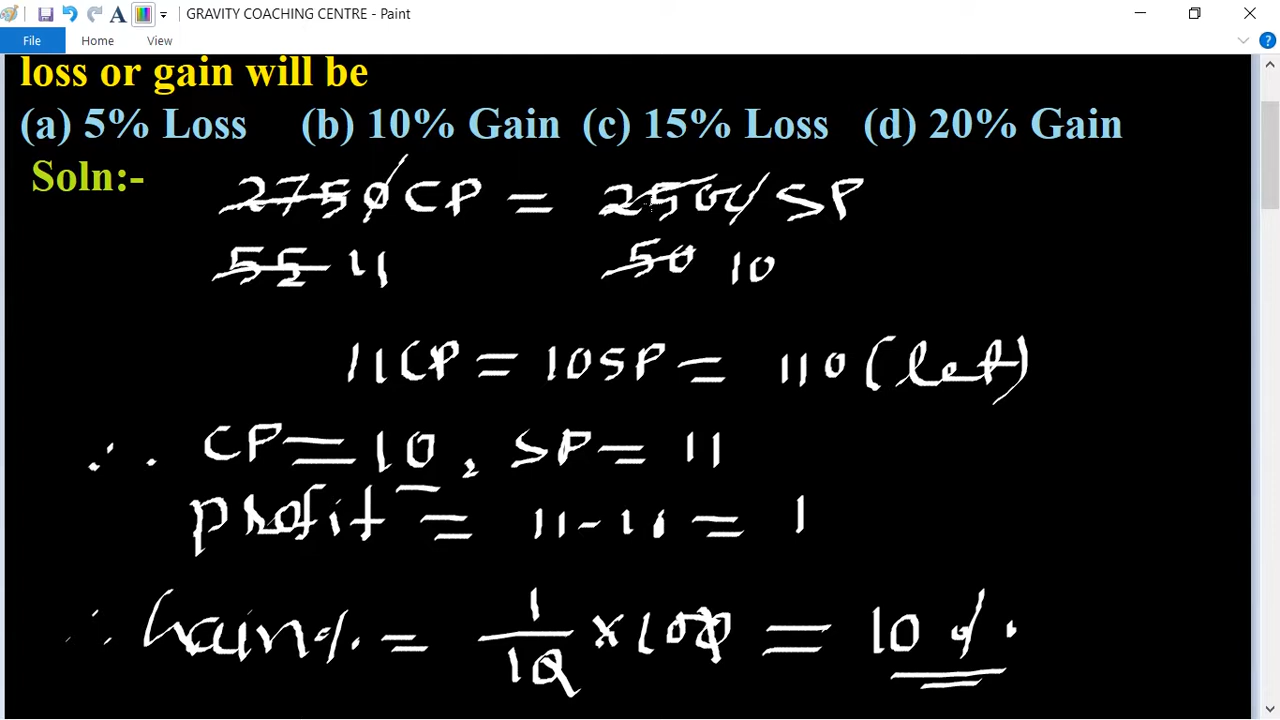 GRAVITY COACHING CENTRE - Paint
File Home View
loss or gain will be
(a) 5% Loss (b) 10% Gain (c) 15% Loss (d) 20% Gain
Soln:-
2750 CP = 2500 SP
55 11 50 10
11CP = 10SP = 110 (let)
∴ CP = 10, SP = 11
profit = 11 - 11 = 1
∴ Gain% = 1/10 × 100 = 10%